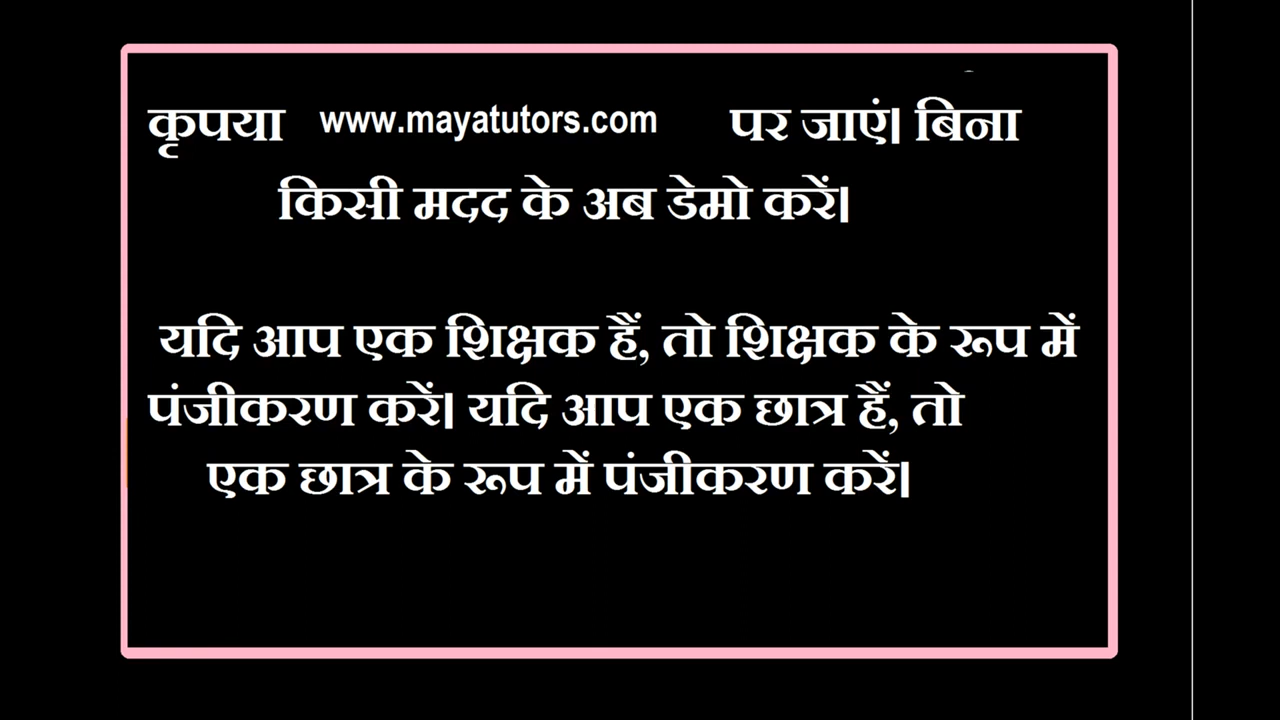 कृपया www.mayatutors.com पर जाएं। बिना
किसी मदद के अब डेमो करें।
यदि आप एक शिक्षक हैं, तो शिक्षक के रूप में
पंजीकरण करें। यदि आप एक छात्र हैं, तो
एक छात्र के रूप में पंजीकरण करें।